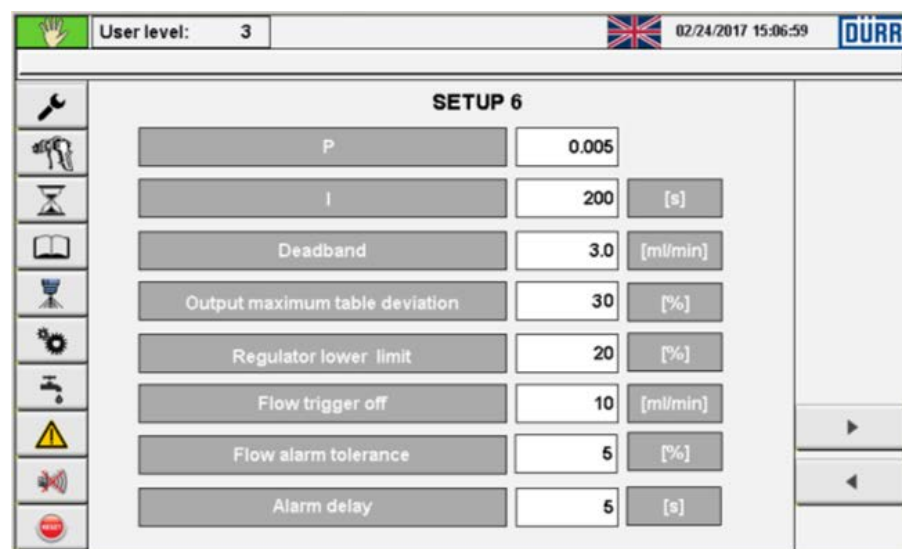 User level: 3 02/24/2017 15:06:59 DÜRR
SETUP 6
P 0.005
I 200 [s]
Deadband 3.0 [ml/min]
Output maximum table deviation 30 [%]
Regulator lower limit 20 [%]
Flow trigger off 10 [ml/min]
Flow alarm tolerance 5 [%]
Alarm delay 5 [s]
RESET